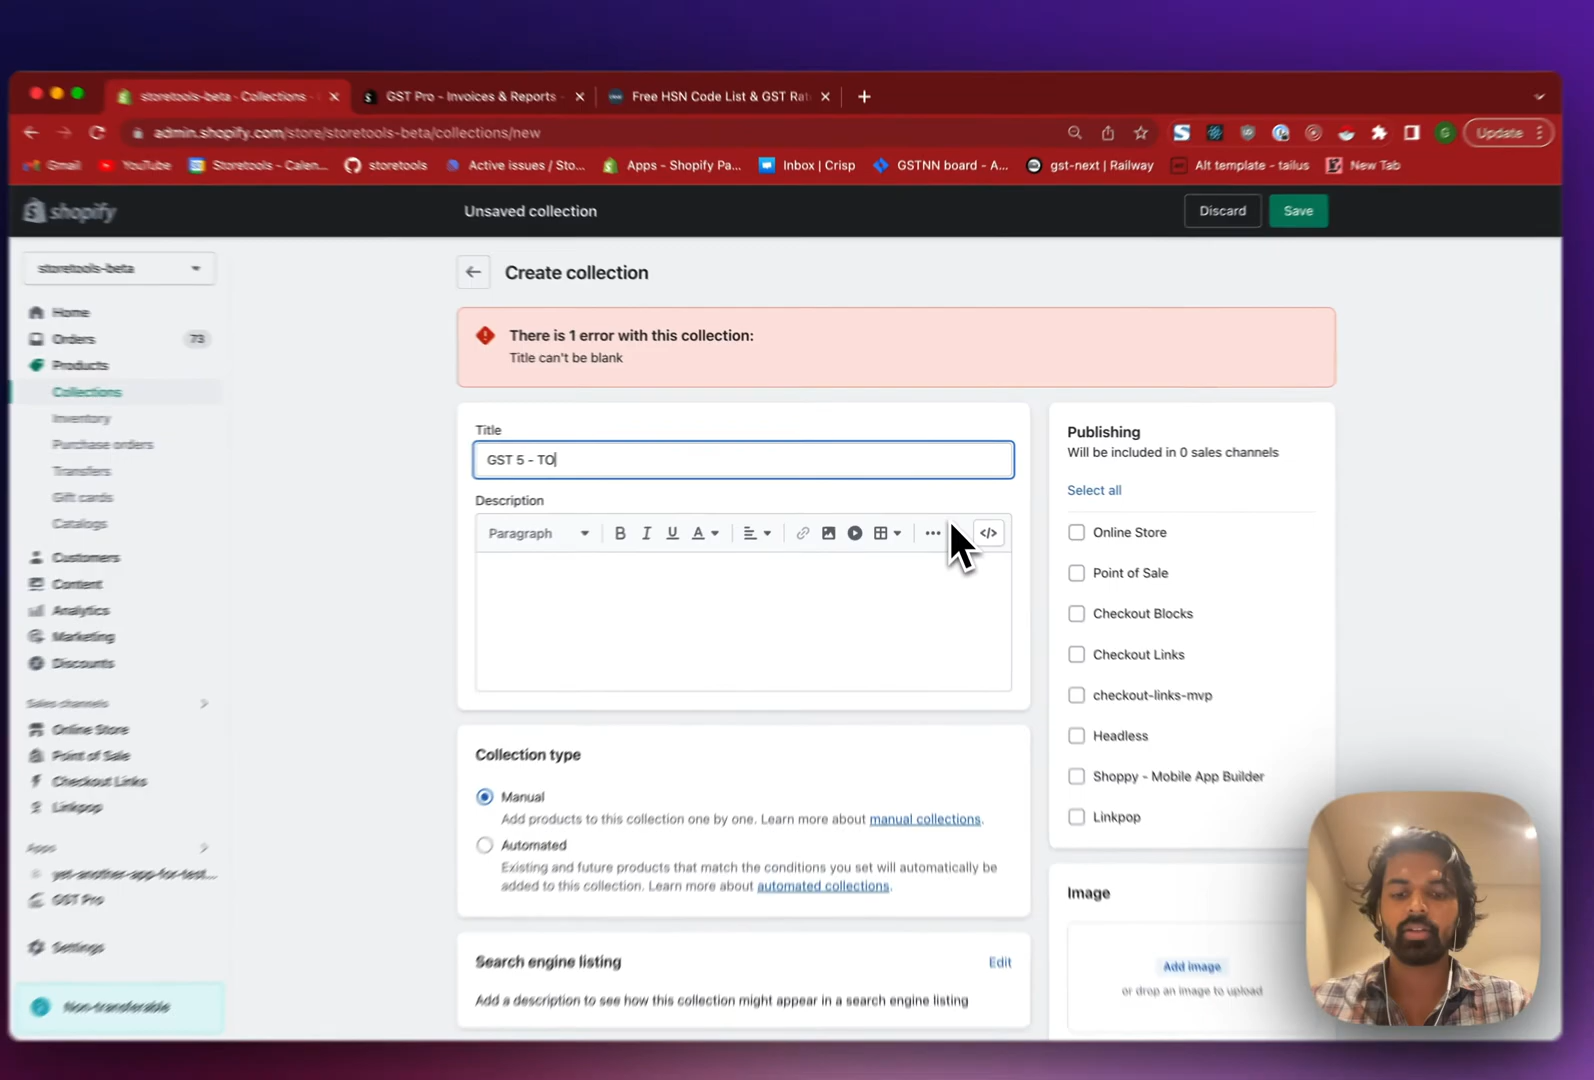 storetools-beta - Collections -
GST Pro - Invoices & Reports -
Free HSN Code List & GST Rat
admin.shopify.com/store/storetools-beta/collections/new
G
Update
Gmail
YouTube
Storetools - Calen...
storetools
Active issues / Sto...
Apps - Shopify Pa...
Inbox | Crisp
GSTNN board - A...
gst-next | Railway
Alt template - tailus
New Tab
shopify
Unsaved collection
Discard
Save
storetools-beta
Home
Orders
73
Products
Collections
Inventory
Purchase orders
Transfers
Gift cards
Catalogs
Customers
Content
Analytics
Marketing
Discounts
Sales channels
Online Store
Point of Sale
Checkout Links
Linkpop
Apps
yet-another-app-for-test...
GST Pro
Settings
Non-transferable
Create collection
There is 1 error with this collection:
Title can't be blank
Title
GST 5 - TO
Description
Paragraph
B I U A
Collection type
Manual
Add products to this collection one by one. Learn more about manual collections.
Automated
Existing and future products that match the conditions you set will automatically be
added to this collection. Learn more about automated collections.
Search engine listing
Edit
Add a description to see how this collection might appear in a search engine listing
Publishing
Will be included in 0 sales channels
Select all
Online Store
Point of Sale
Checkout Blocks
Checkout Links
checkout-links-mvp
Headless
Shoppy - Mobile App Builder
Linkpop
Image
Add image
or drop an image to upload